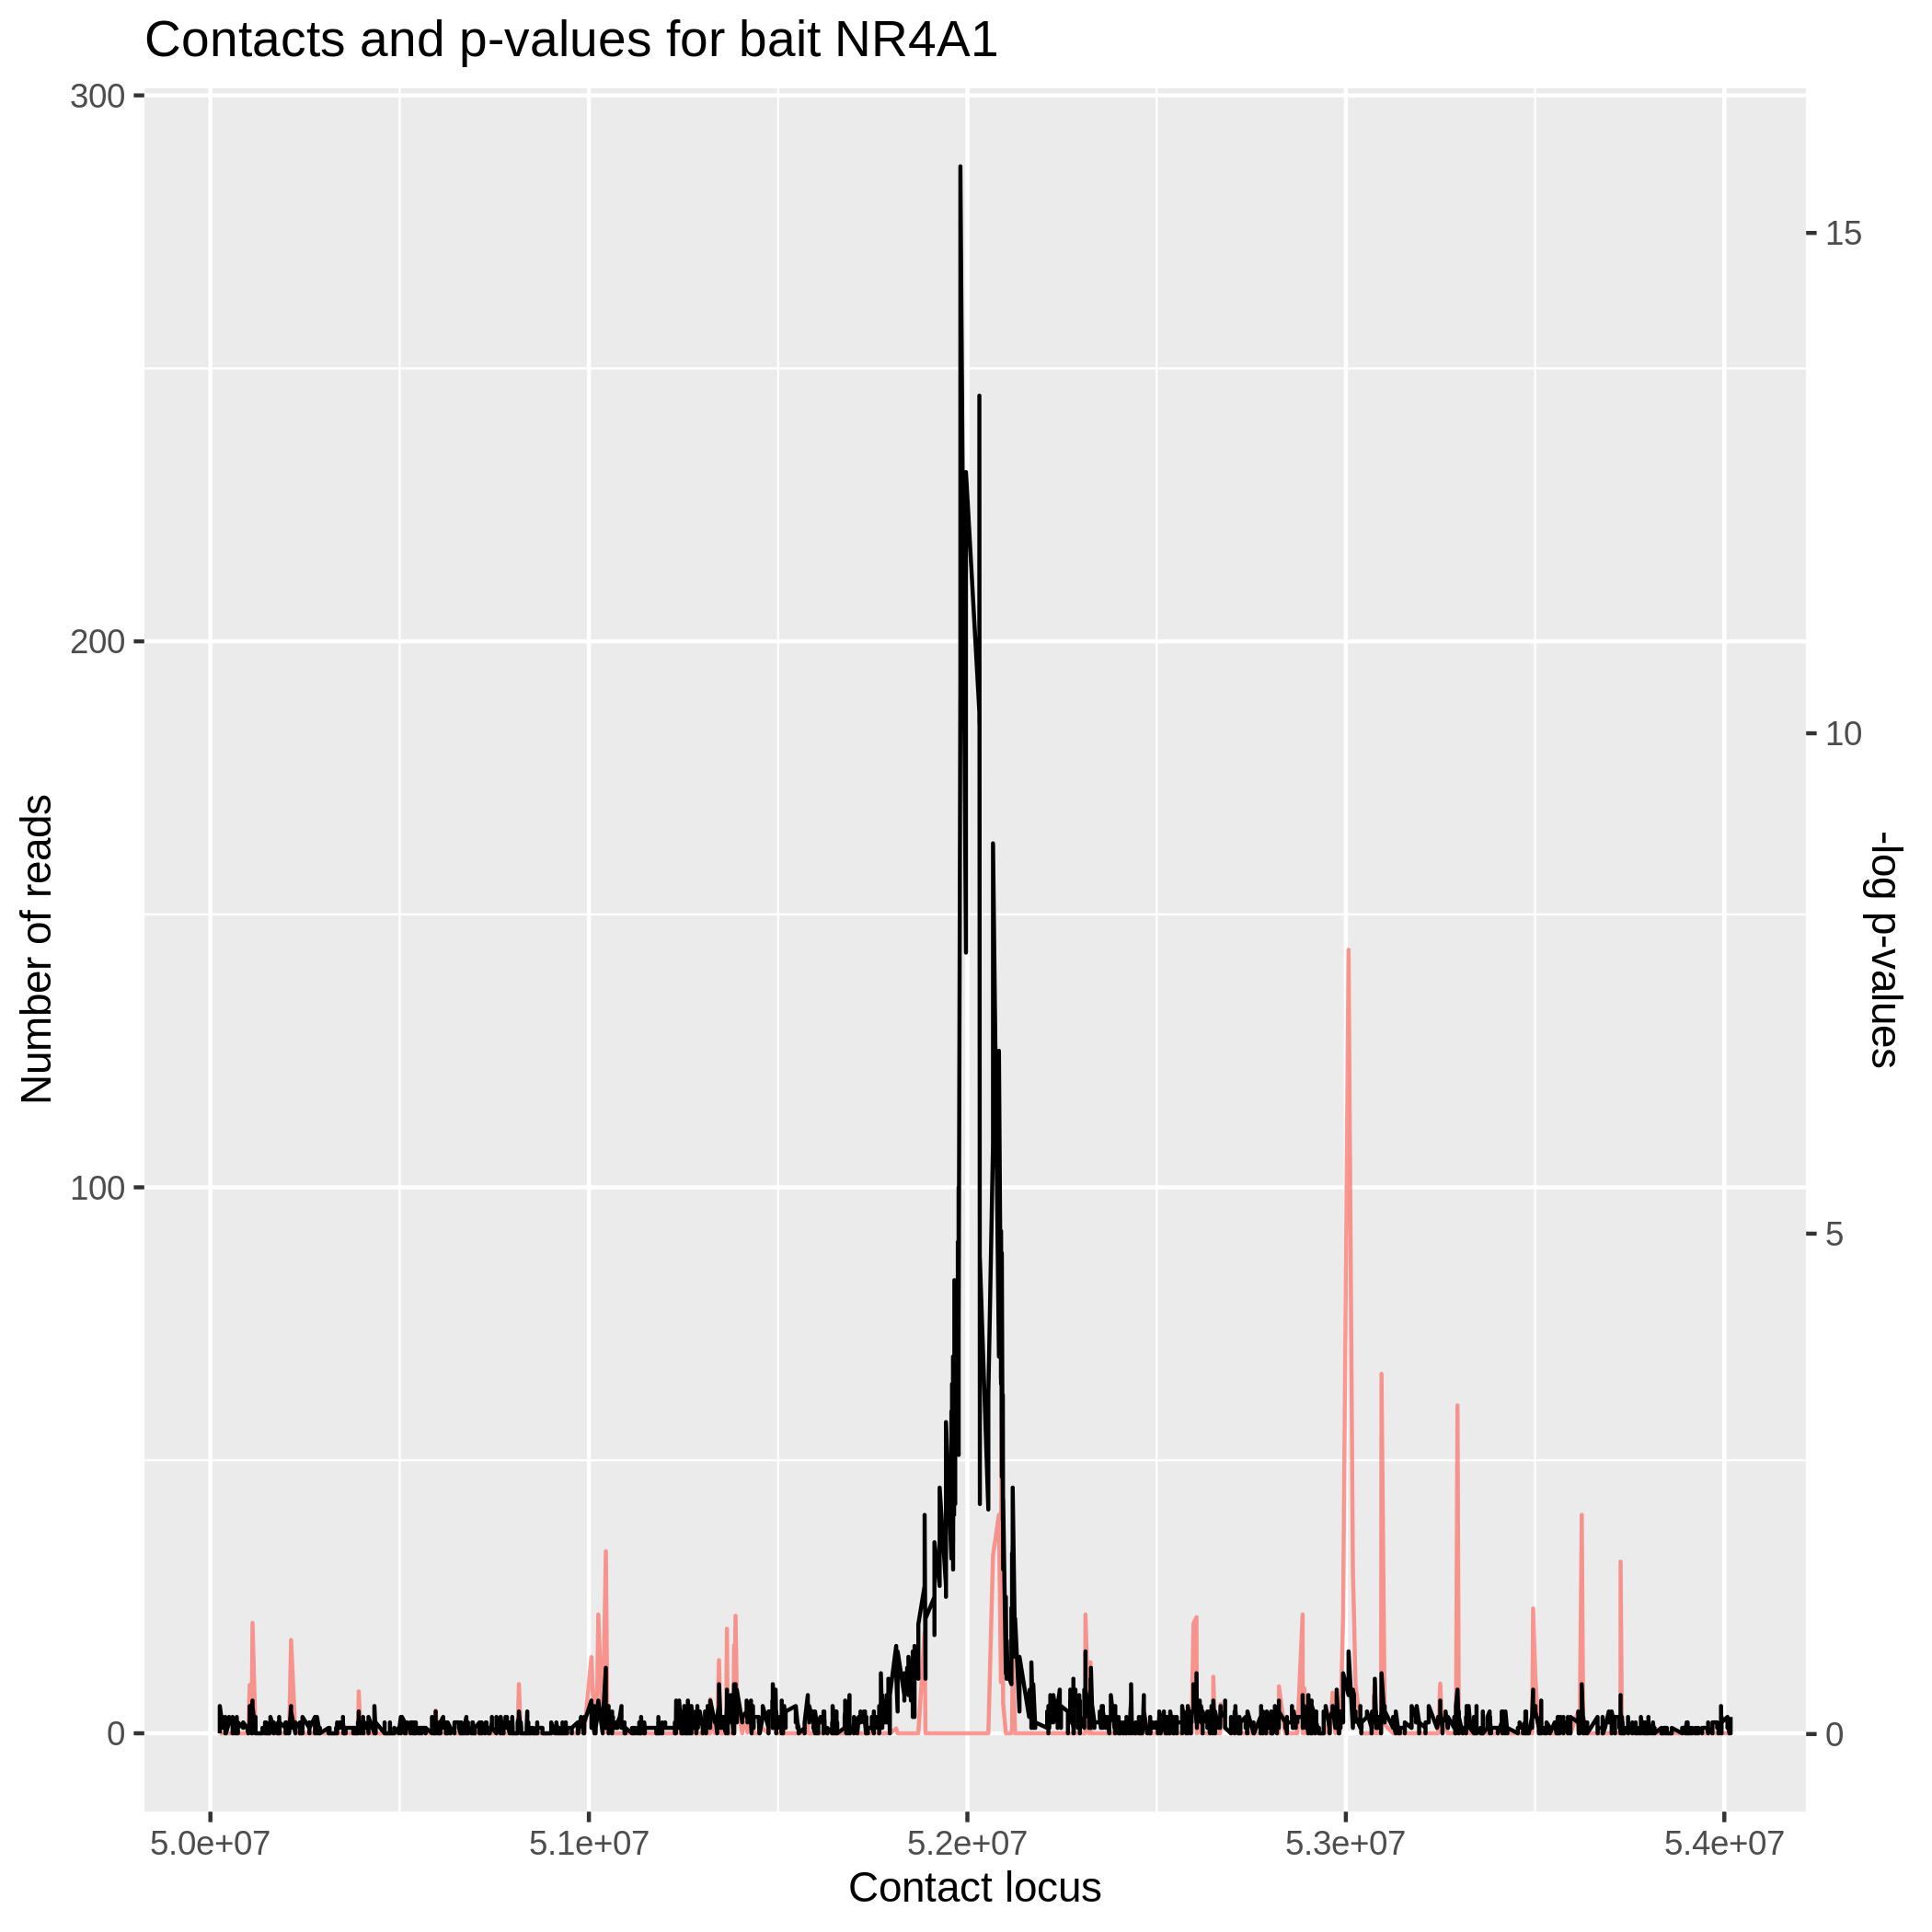 Contacts and p-values for bait NR4A1
300
200
100
0
Number of reads
15
10
5
0
-log p-values
5.0e+07
5.1e+07
5.2e+07
5.3e+07
5.4e+07
Contact locus